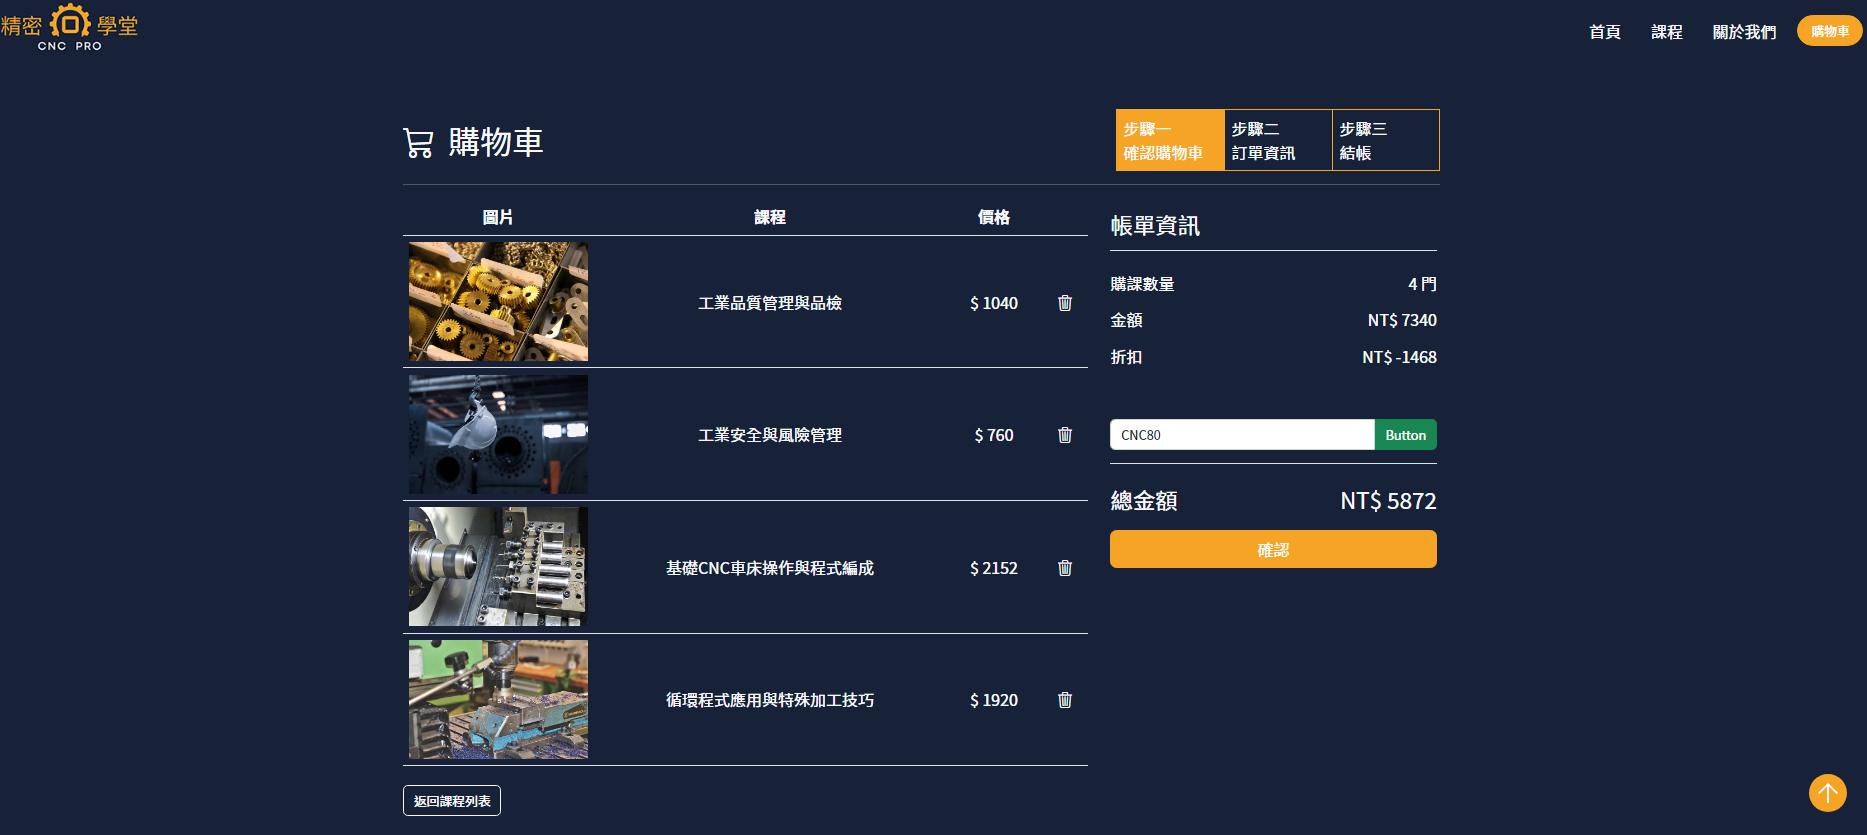 精密 學堂
CNC PRO
首頁
課程
關於我們
購物車
購物車
步驟一
確認購物車
步驟二
訂單資訊
步驟三
結帳
圖片
課程
價格
工業品質管理與品檢
$ 1040
工業安全與風險管理
$ 760
基礎CNC車床操作與程式編成
$ 2152
循環程式應用與特殊加工技巧
$ 1920
返回課程列表
帳單資訊
購課數量
4 門
金額
NT$ 7340
折扣
NT$ -1468
CNC80
Button
總金額
NT$ 5872
確認